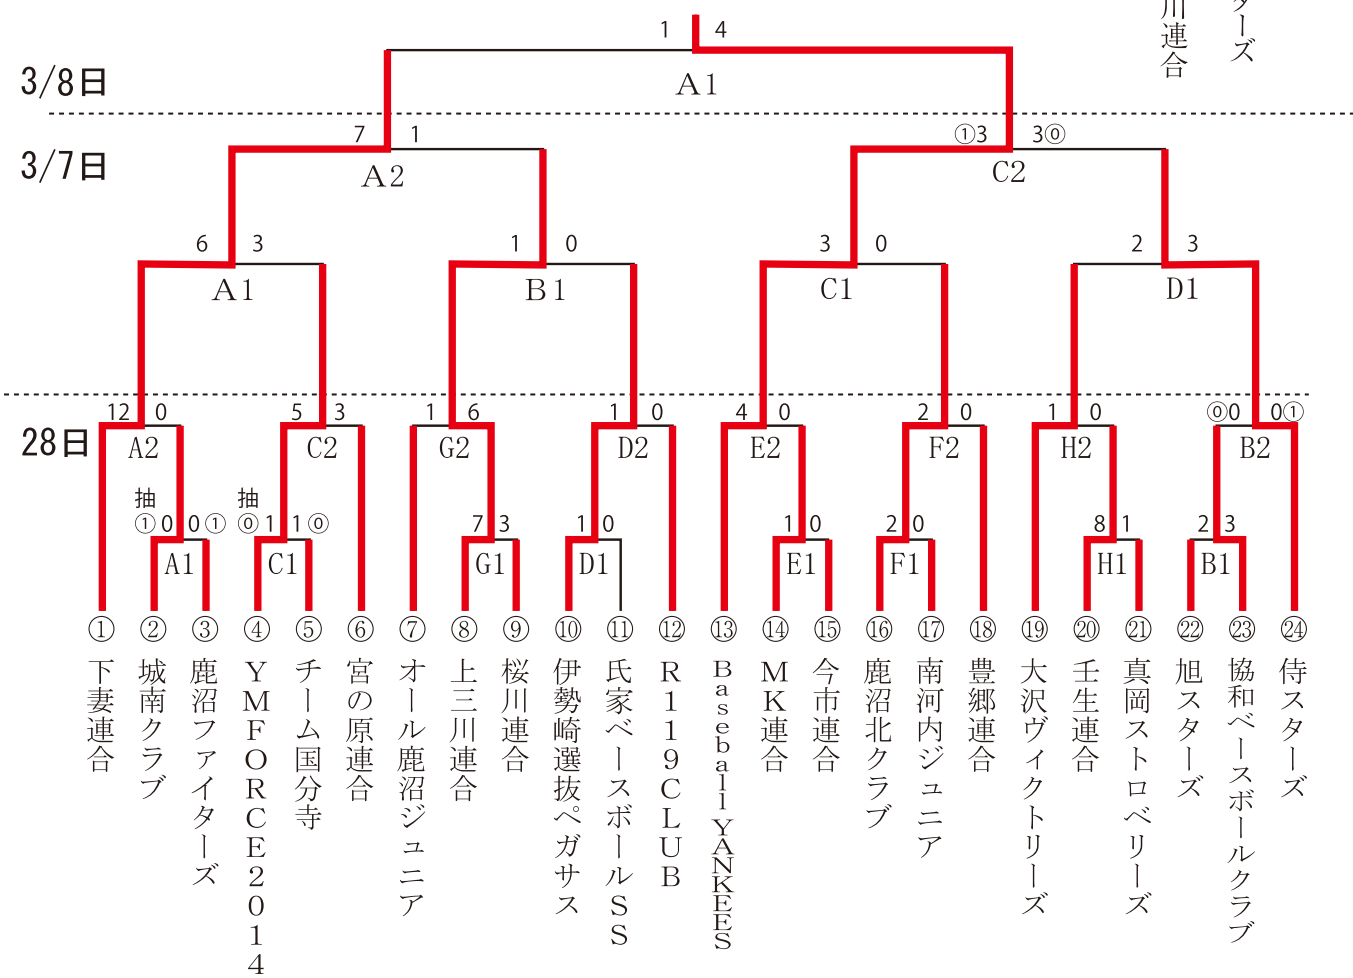 川連合
ターズ
1 4
3/8日
A1
7 1
①3 3⓪
3/7日
A2
C2
6 3
1 0
3 0
2 3
A1
B1
C1
D1
12 0
5 3
1 6
1 0
4 0
2 0
1 0
⓪0 0①
28日
A2
C2
G2
D2
E2
F2
H2
B2
抽
抽
①0 0①
⓪1 1⓪
7 3
1 0
1 0
2 0
8 1
2 3
A1
C1
G1
D1
E1
F1
H1
B1
① 下妻連合
② 城南クラブ
③ 鹿沼ファイターズ
④ YMFORCE2014
⑤ チーム国分寺
⑥ 宮の原連合
⑦ オール鹿沼ジュニア
⑧ 上三川連合
⑨ 桜川連合
⑩ 伊勢崎選抜ペガサス
⑪ 氏家ベースボールSS
⑫ R119CLUB
⑬ Baseball YANKEES
⑭ MK連合
⑮ 今市連合
⑯ 鹿沼北クラブ
⑰ 南河内ジュニア
⑱ 豊郷連合
⑲ 大沢ヴィクトリーズ
⑳ 壬生連合
㉑ 真岡ストロベリーズ
㉒ 旭スターズ
㉓ 協和ベースボールクラブ
㉔ 侍スターズ